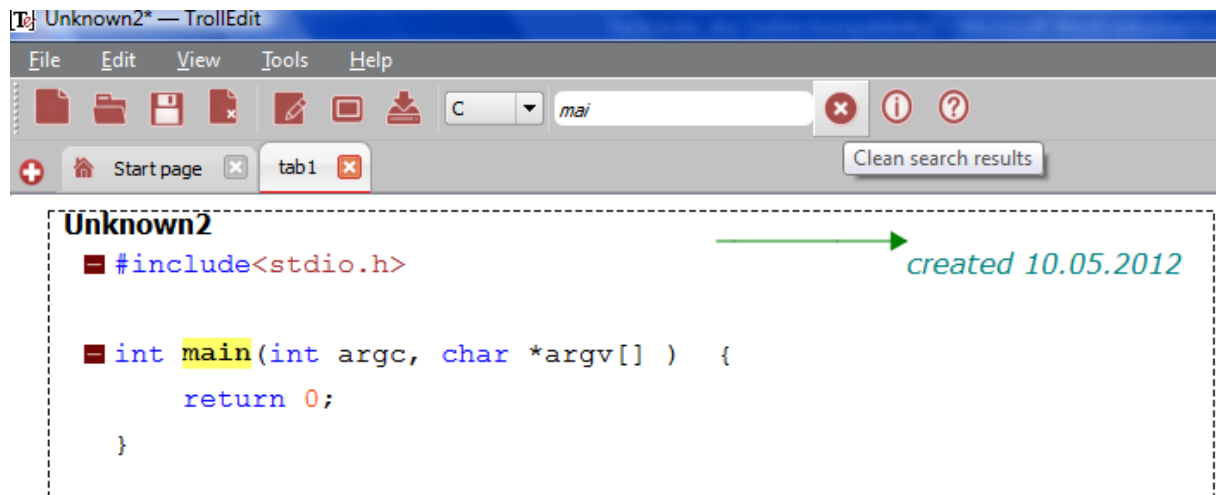 Te Unknown2* — TrollEdit
File Edit View Tools Help
C mai
Start page tab1
Clean search results
Unknown2
#include<stdio.h>
created 10.05.2012
int main(int argc, char *argv[] ) {
return 0;
}